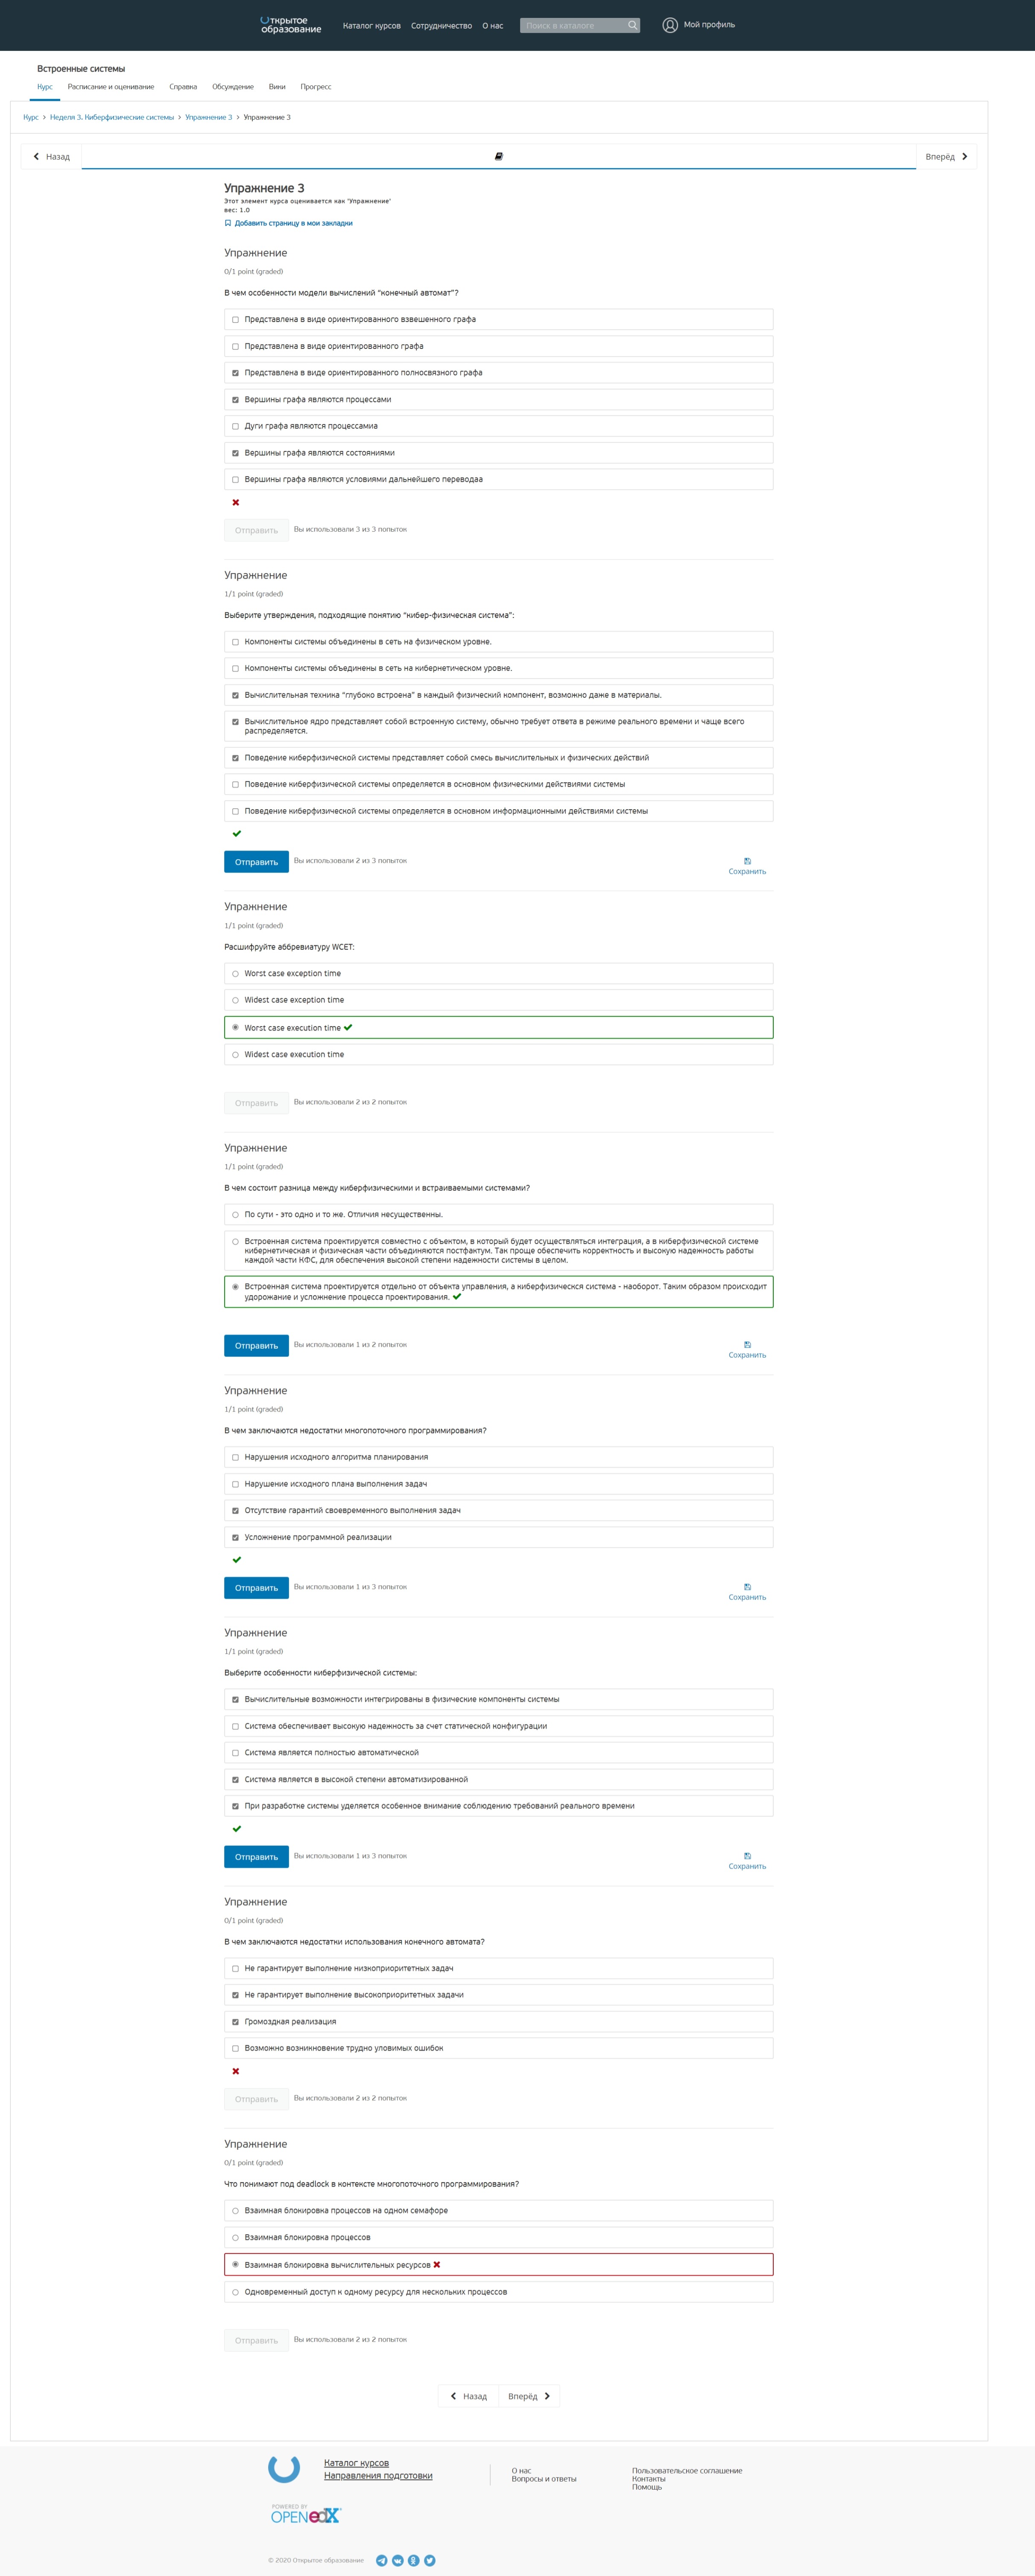 Открытое
образование
Каталог курсов Сотрудничество О нас Поиск в каталоге Мой профиль
Встроенные системы
Курс Расписание и оценивание Справка Обсуждение Вики Прогресс
Курс > Неделя 3. Киберфизические системы > Упражнение 3 > Упражнение 3
Назад Вперёд
Упражнение 3
Этот элемент курса оценивается как 'Упражнение'
вес: 1.0
Добавить страницу в мои закладки
Упражнение
0/1 point (graded)
В чем особенности модели вычислений "конечный автомат"?
Представлена в виде ориентированного взвешенного графа
Представлена в виде ориентированного графа
Представлена в виде ориентированного полносвязного графа
Вершины графа являются процессами
Дуги графа являются процессамиа
Вершины графа являются состояниями
Вершины графа являются условиями дальнейшего переводаа
Отправить Вы использовали 3 из 3 попыток
Упражнение
1/1 point (graded)
Выберите утверждения, подходящие понятию "кибер-физическая система":
Компоненты системы объединены в сеть на физическом уровне.
Компоненты системы объединены в сеть на кибернетическом уровне.
Вычислительная техника "глубоко встроена" в каждый физический компонент, возможно даже в материалы.
Вычислительное ядро представляет собой встроенную систему, обычно требует ответа в режиме реального времени и чаще всего
распределяется.
Поведение киберфизической системы представляет собой смесь вычислительных и физических действий
Поведение киберфизической системы определяется в основном физическими действиями системы
Поведение киберфизической системы определяется в основном информационными действиями системы
Отправить Вы использовали 2 из 3 попыток
Сохранить
Упражнение
1/1 point (graded)
Расшифруйте аббревиатуру WCET:
Worst case exception time
Widest case exception time
Worst case execution time
Widest case execution time
Отправить Вы использовали 2 из 2 попыток
Упражнение
1/1 point (graded)
В чем состоит разница между киберфизическими и встраиваемыми системами?
По сути - это одно и то же. Отличия несущественны.
Встроенная система проектируется совместно с объектом, в который будет осуществляться интеграция, а в киберфизической системе
кибернетическая и физическая части объединяются постфактум. Так проще обеспечить корректность и высокую надежность работы
каждой части КФС, для обеспечения высокой степени надежности системы в целом.
Встроенная система проектируется отдельно от объекта управления, а киберфизическся система - наоборот. Таким образом происходит
удорожание и усложнение процесса проектирования.
Отправить Вы использовали 1 из 2 попыток
Сохранить
Упражнение
1/1 point (graded)
В чем заключаются недостатки многопоточного программирования?
Нарушения исходного алгоритма планирования
Нарушение исходного плана выполнения задач
Отсутствие гарантий своевременного выполнения задач
Усложнение программной реализации
Отправить Вы использовали 1 из 3 попыток
Сохранить
Упражнение
1/1 point (graded)
Выберите особенности киберфизической системы:
Вычислительные возможности интегрированы в физические компоненты системы
Система обеспечивает высокую надежность за счет статической конфигурации
Система является полностью автоматической
Система является в высокой степени автоматизированной
При разработке системы уделяется особенное внимание соблюдению требований реального времени
Отправить Вы использовали 1 из 3 попыток
Сохранить
Упражнение
0/1 point (graded)
В чем заключаются недостатки использования конечного автомата?
Не гарантирует выполнение низкоприоритетных задач
Не гарантирует выполнение высокоприоритетных задачи
Громоздкая реализация
Возможно возникновение трудно уловимых ошибок
Отправить Вы использовали 2 из 2 попыток
Упражнение
0/1 point (graded)
Что понимают под deadlock в контексте многопоточного программирования?
Взаимная блокировка процессов на одном семафоре
Взаимная блокировка процессов
Взаимная блокировка вычислительных ресурсов
Одновременный доступ к одному ресурсу для нескольких процессов
Отправить Вы использовали 2 из 2 попыток
Назад Вперёд
Каталог курсов
Направления подготовки
О нас
Вопросы и ответы
Пользовательское соглашение
Контакты
Помощь
POWERED BY
OPEN edX
© 2020 Открытое образование